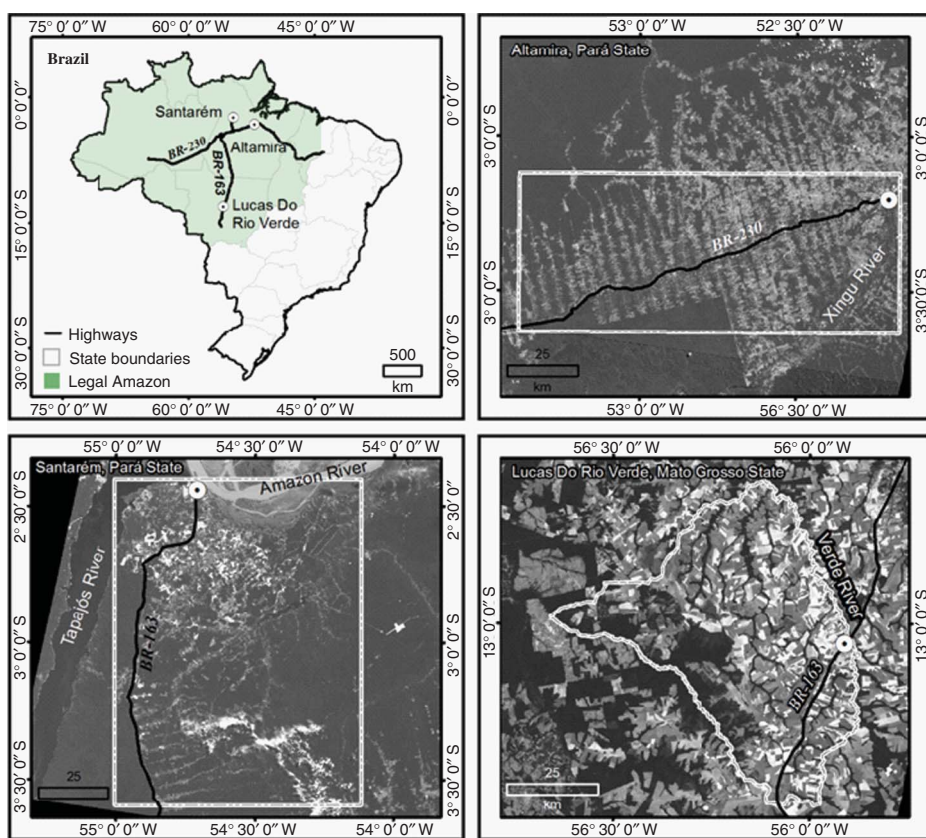 75° 0′ 0″ W 60° 0′ 0″ W 45° 0′ 0″ W
Brazil
0° 0′ 0″
15° 0′ 0″ S
30° 0′ 0″ S
0° 0′ 0″
15° 0′ 0″ S
30° 0′ 0″ S
Santarém
BR-230
Altamira
BR-163
Lucas Do
Rio Verde
Highways
State boundaries
Legal Amazon
500
km
75° 0′ 0″ W 60° 0′ 0″ W 45° 0′ 0″ W
53° 0′ 0″ W 52° 30′ 0″ W
Altamira, Pará State
3° 0′ 0″ S
3° 0′ 0″ S
3° 0′ 0″ S
3° 30′ 0″ S
BR-230
Xingu River
25
km
53° 0′ 0″ W 56° 30′ 0″ W
55° 0′ 0″ W 54° 30′ 0″ W 54° 0′ 0″ W
Santarém, Pará State
Amazon River
2° 30′ 0″
3° 0′ 0″ S
3° 30′ 0″ S
2° 30′ 0″
3° 0′ 0″ S
3° 30′ 0″ S
Tapajós River
BR-163
25
55° 0′ 0″ W 54° 30′ 0″ W 54° 0′ 0″ W
56° 30′ 0″ W 56° 0′ 0″ W
Lucas Do Rio Verde, Mato Grosso State
13° 0′ 0″ S
13° 0′ 0″ S
Verde River
BR-163
25
km
56° 30′ 0″ W 56° 0′ 0″ W